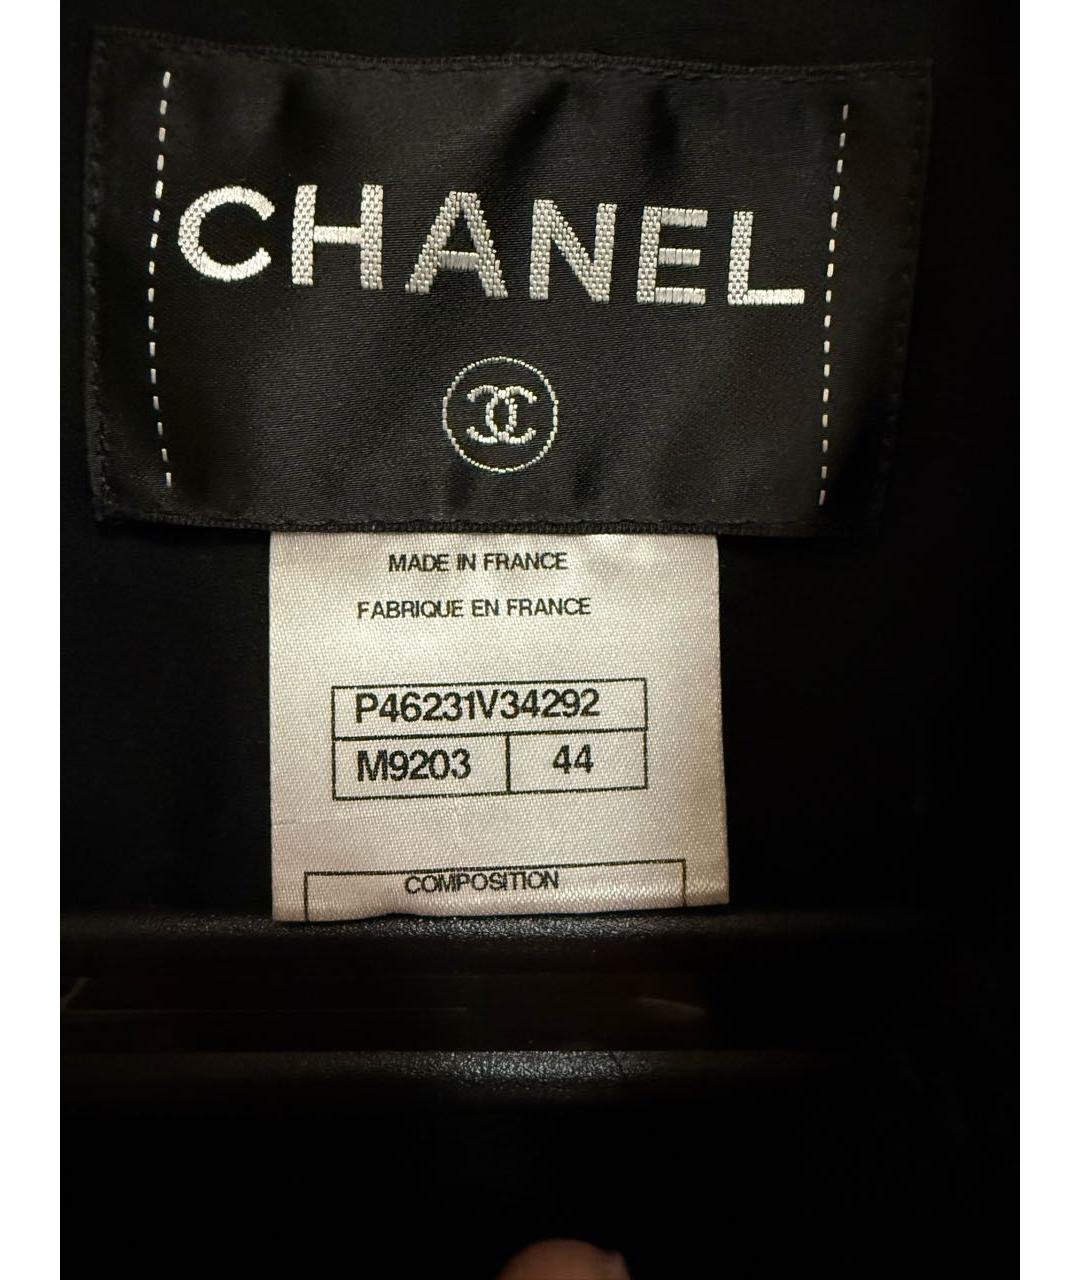 CHANEL
MADE IN FRANCE
FABRIQUE EN FRANCE
P46231V34292
M9203 44
COMPOSITION